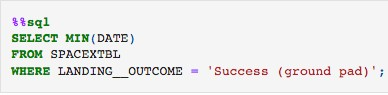 %%sql
SELECT MIN(DATE)
FROM SPACEXTBL
WHERE LANDING__OUTCOME = 'Success (ground pad)';